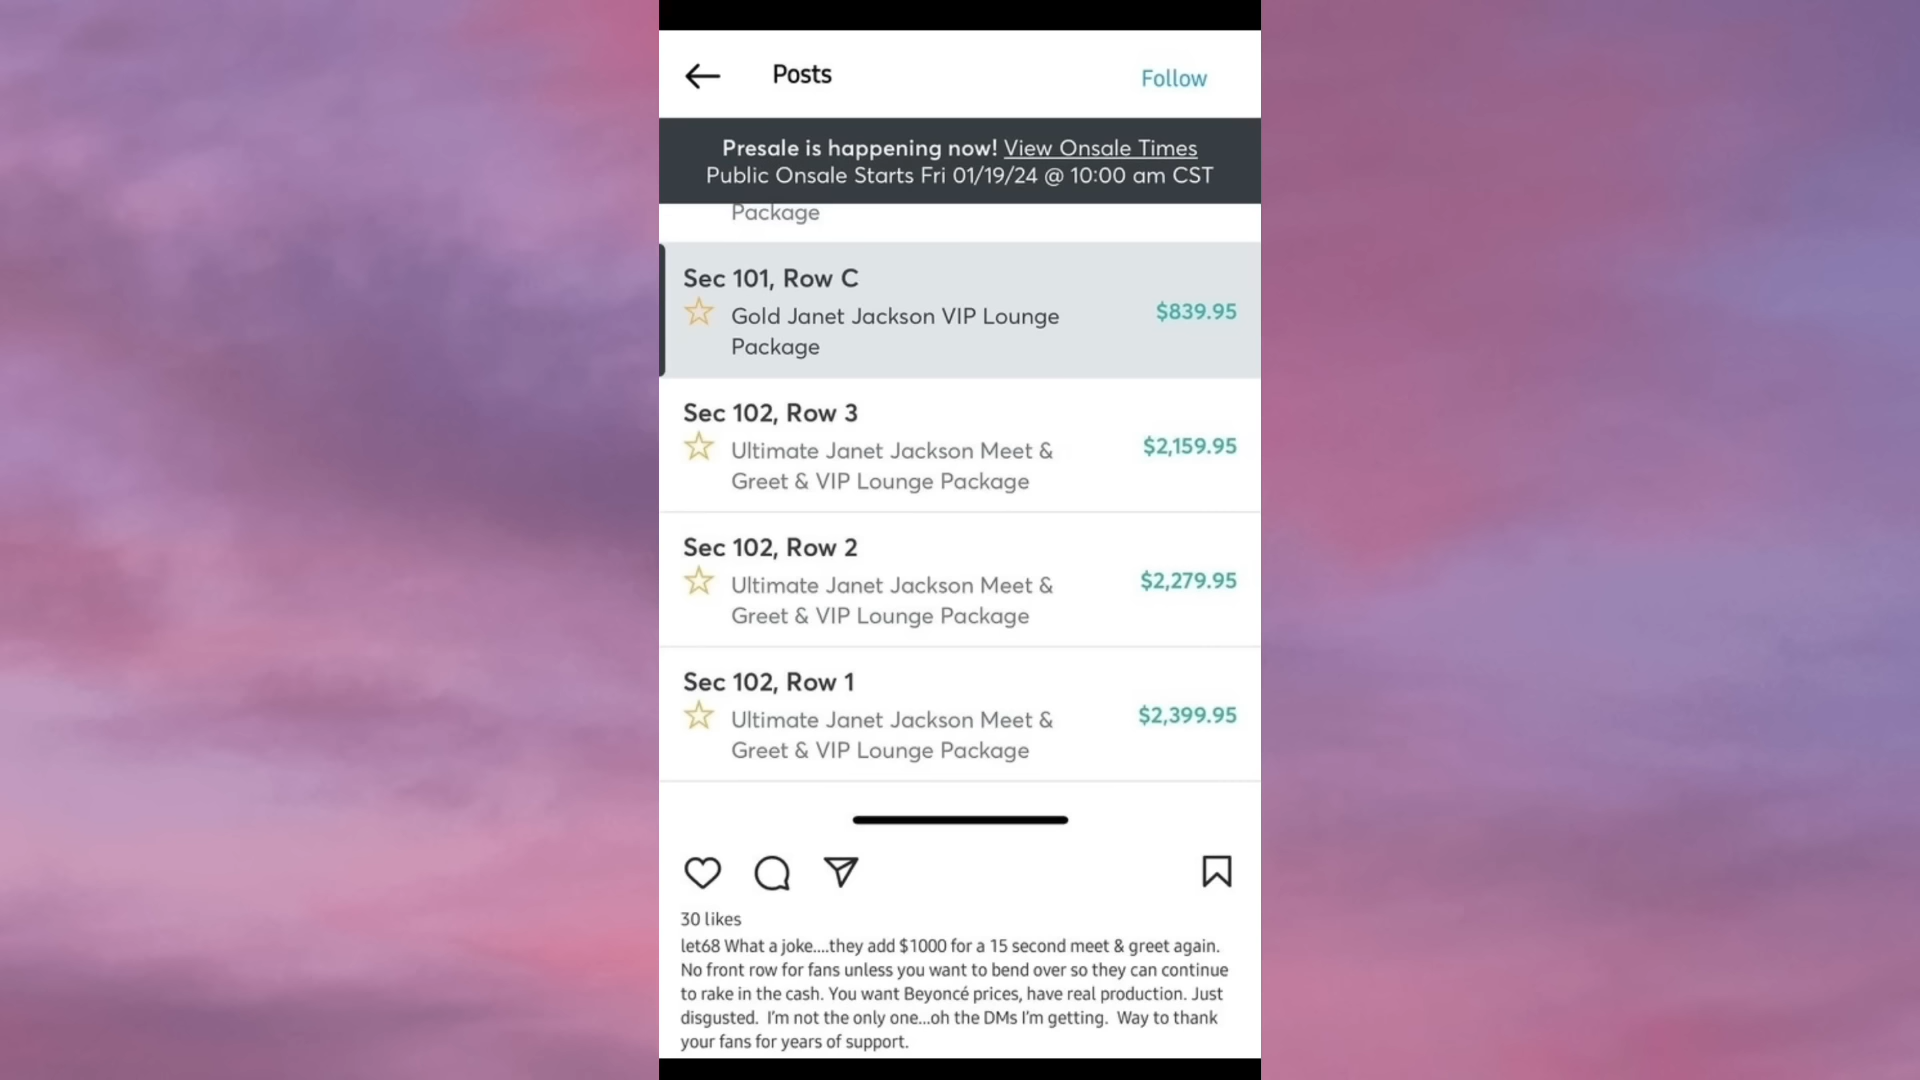 Posts
Follow
Presale is happening now! View Onsale Times
Public Onsale Starts Fri 01/19/24 @ 10:00 am CST
Package
Sec 101, Row C
Gold Janet Jackson VIP Lounge
Package
$839.95
Sec 102, Row 3
Ultimate Janet Jackson Meet &
Greet & VIP Lounge Package
$2,159.95
Sec 102, Row 2
Ultimate Janet Jackson Meet &
Greet & VIP Lounge Package
$2,279.95
Sec 102, Row 1
Ultimate Janet Jackson Meet &
Greet & VIP Lounge Package
$2,399.95
30 likes
let68 What a joke....they add $1000 for a 15 second meet & greet again.
No front row for fans unless you want to bend over so they can continue
to rake in the cash. You want Beyoncé prices, have real production. Just
disgusted.  I'm not the only one...oh the DMs I'm getting.  Way to thank
your fans for years of support.